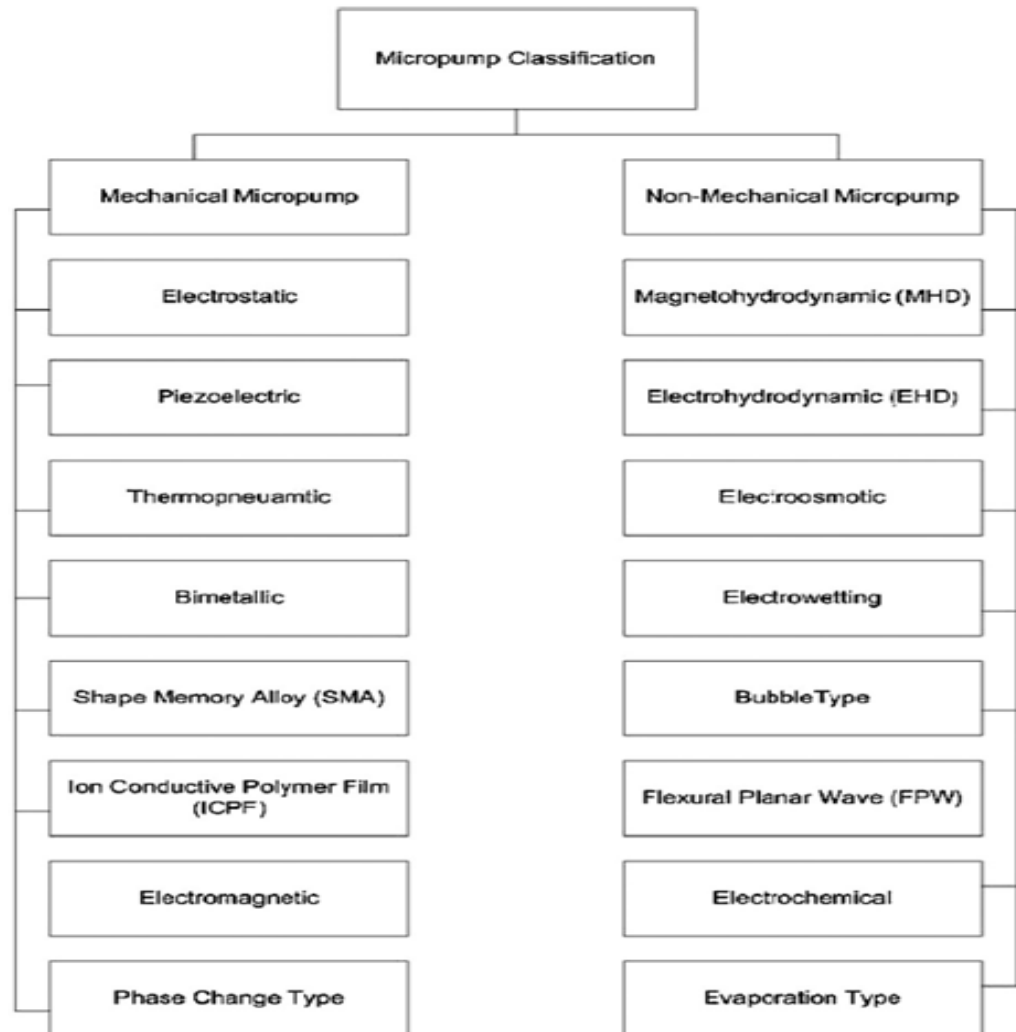 Micropump Classification
Mechanical Micropump
Non-Mechanical Micropump
Electrostatic
Magnetohydrodynamic (MHD)
Piezoelectric
Electrohydrodynamic (EHD)
Thermopneuamtic
Electroosmotic
Bimetallic
Electrowetting
Shape Memory Alloy (SMA)
BubbleType
Ion Conductive Polymer Film
(ICPF)
Flexural Planar Wave (FPW)
Electromagnetic
Electrochemical
Phase Change Type
Evaporation Type